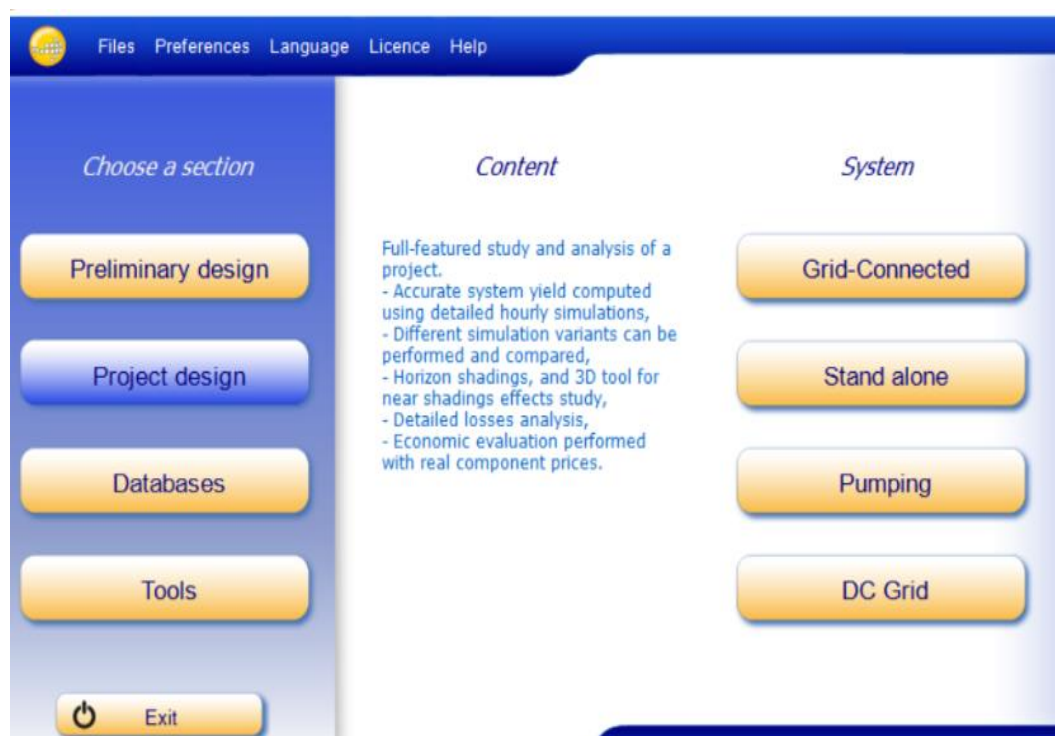 Files Preferences Language Licence Help
Choose a section
Preliminary design
Project design
Databases
Tools
Exit
Content
Full-featured study and analysis of a
project.
- Accurate system yield computed
using detailed hourly simulations,
- Different simulation variants can be
performed and compared,
- Horizon shadings, and 3D tool for
near shadings effects study,
- Detailed losses analysis,
- Economic evaluation performed
with real component prices.
System
Grid-Connected
Stand alone
Pumping
DC Grid